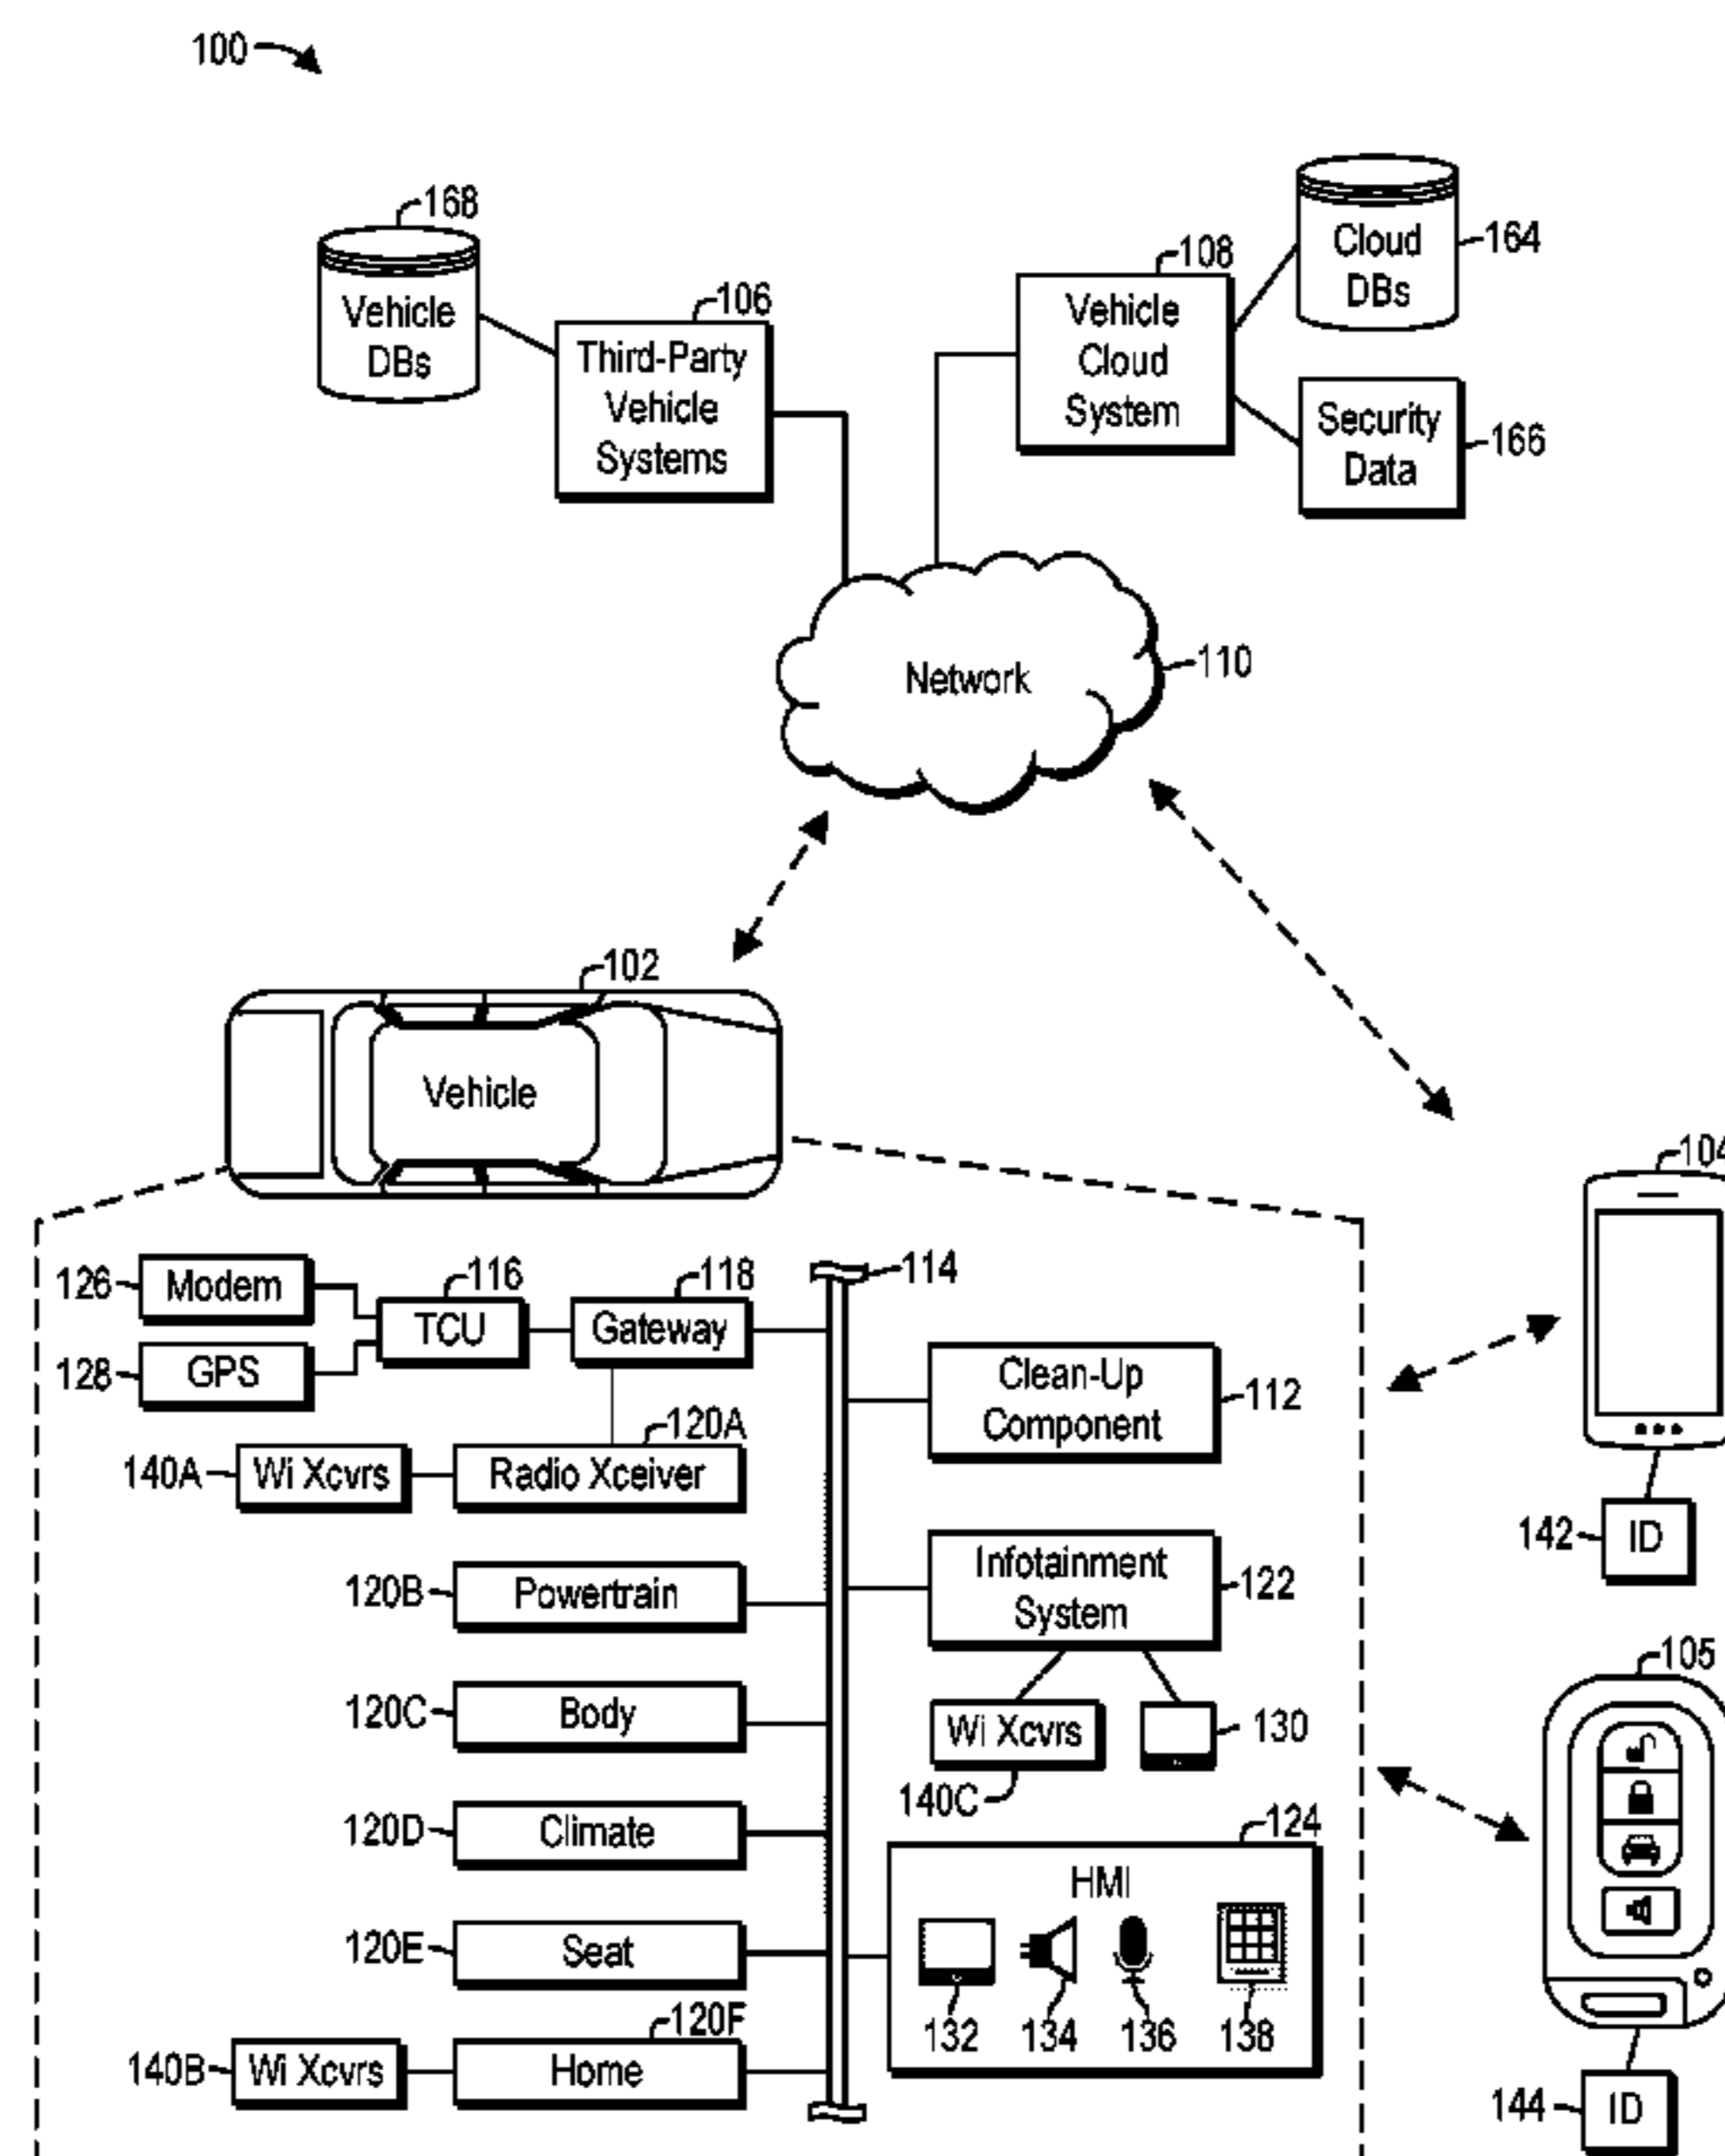 100
168
Vehicle
DBs
106
Third-Party
Vehicle
Systems
108
Vehicle
Cloud
System
Cloud
DBs
164
Security
Data
166
Network
110
102
Vehicle
104
126
Modem
116
TCU
118
Gateway
114
128
GPS
Clean-Up
Component
112
120A
140A
Wi Xcvrs
Radio Xceiver
142
ID
Infotainment
System
122
120B
Powertrain
105
120C
Body
Wi Xcvrs
130
140C
120D
Climate
124
HMI
120E
Seat
132
134
136
138
120F
140B
Wi Xcvrs
Home
144
ID